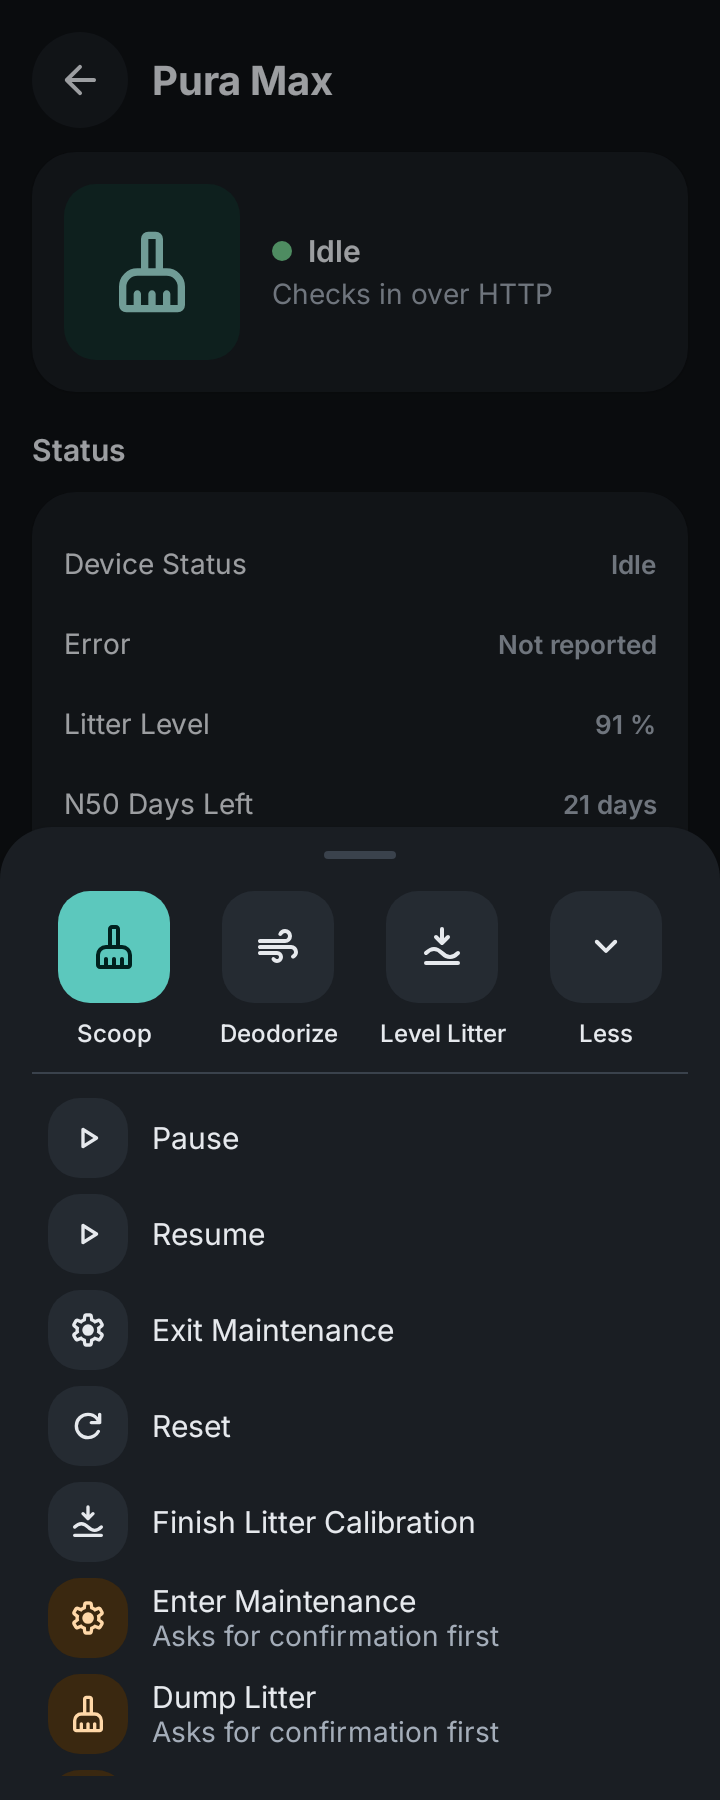 Pura Max
Idle
Checks in over HTTP
Status
Device Status
Idle
Error
Not reported
Litter Level
91 %
N50 Days Left
21 days
Scoop
Deodorize
Level Litter
Less
Pause
Resume
Exit Maintenance
Reset
Finish Litter Calibration
Enter Maintenance
Asks for confirmation first
Dump Litter
Asks for confirmation first